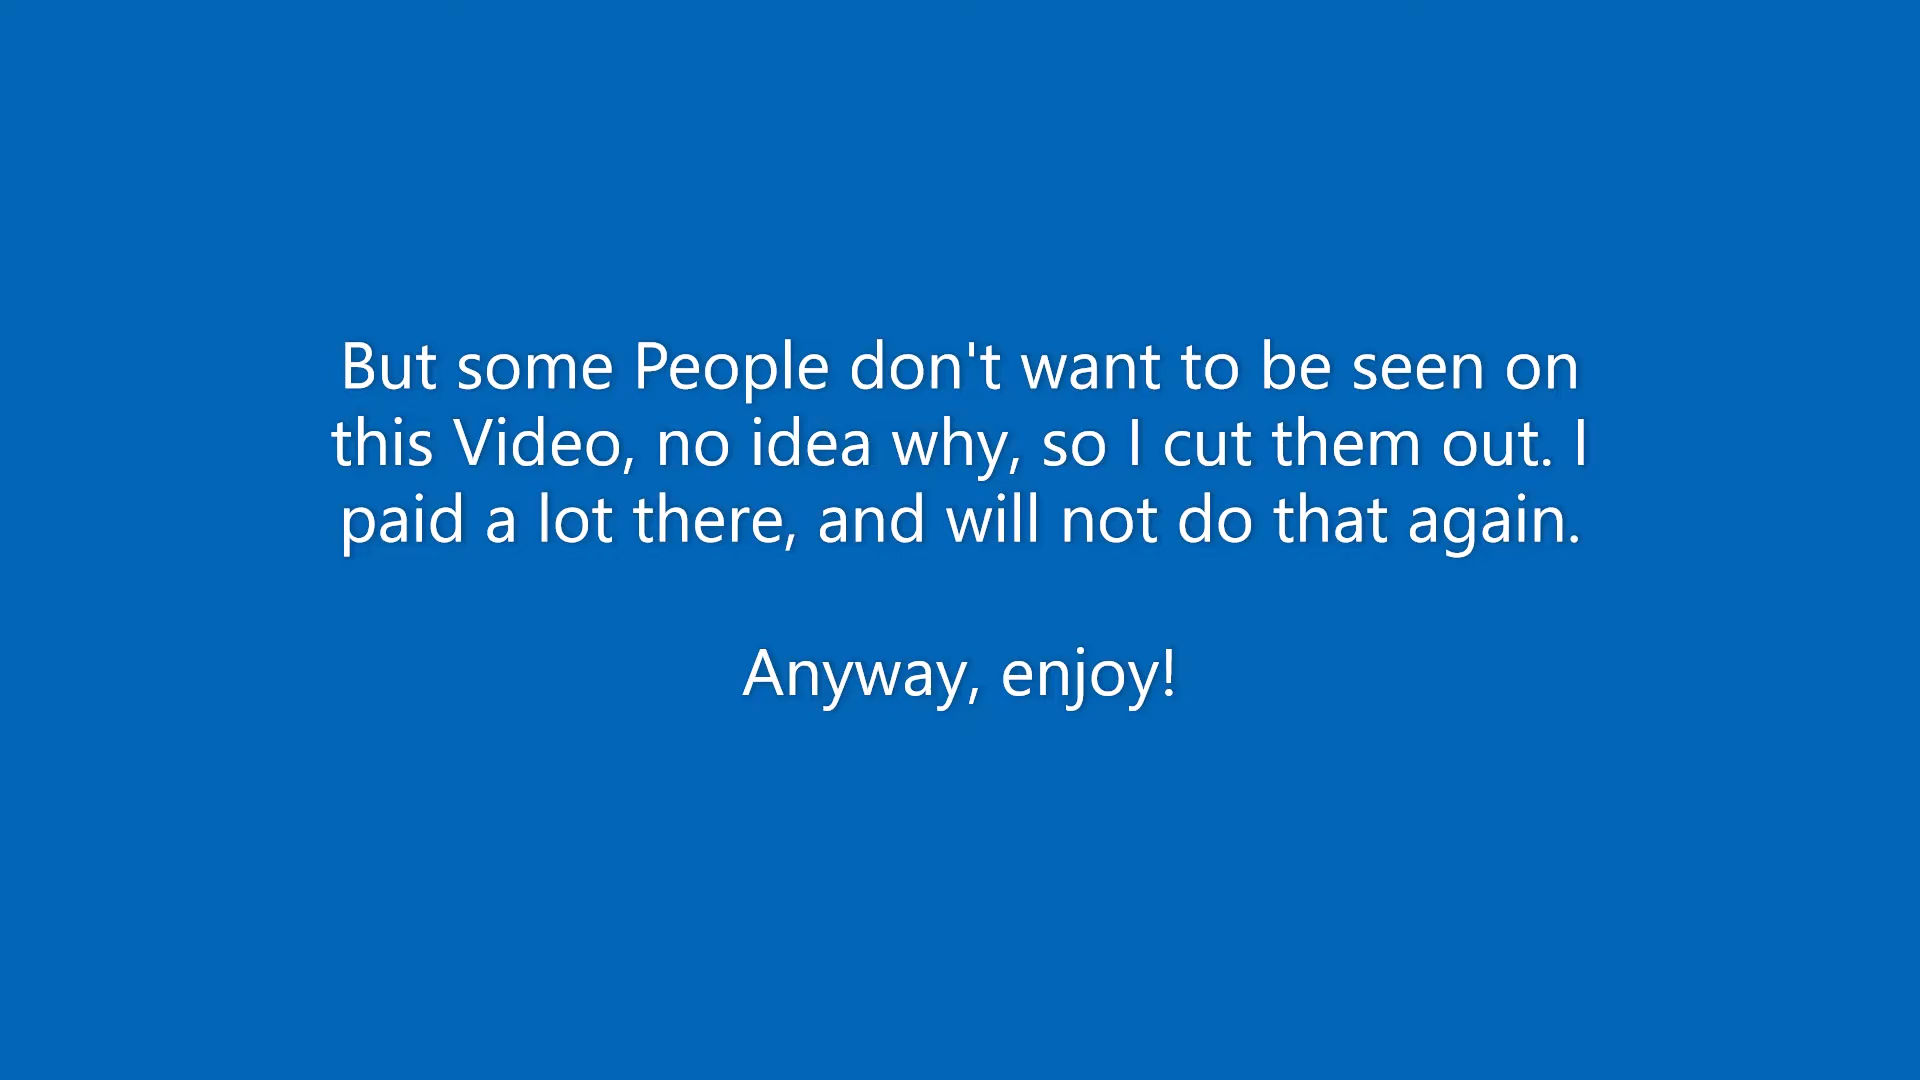 But some People don't want to be seen on
this Video, no idea why, so I cut them out. I
paid a lot there, and will not do that again.
Anyway, enjoy!